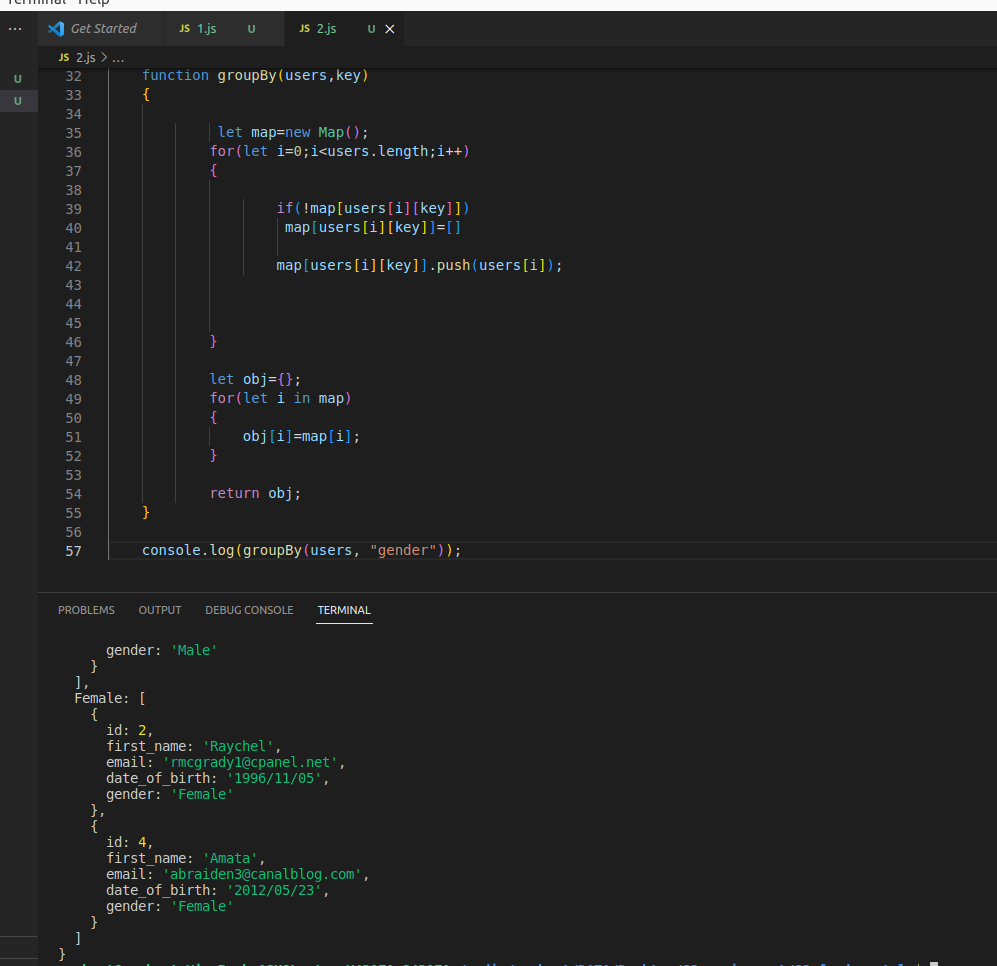 Terminal Help
... Get Started JS 1.js U JS 2.js U ×
JS 2.js > ...
U
U
32 function groupBy(users,key)
33 {
34
35 let map=new Map();
36 for(let i=0;i<users.length;i++)
37 {
38
39 if(!map[users[i][key]])
40 map[users[i][key]]=[]
41
42 map[users[i][key]].push(users[i]);
43
44
45
46 }
47
48 let obj={};
49 for(let i in map)
50 {
51 obj[i]=map[i];
52 }
53
54 return obj;
55 }
56
57 console.log(groupBy(users, "gender"));
PROBLEMS OUTPUT DEBUG CONSOLE TERMINAL
gender: 'Male'
}
],
Female: [
{
id: 2,
first_name: 'Raychel',
email: 'rmcgrady1@cpanel.net',
date_of_birth: '1996/11/05',
gender: 'Female'
},
{
id: 4,
first_name: 'Amata',
email: 'abraiden3@canalblog.com',
date_of_birth: '2012/05/23',
gender: 'Female'
}
]
}